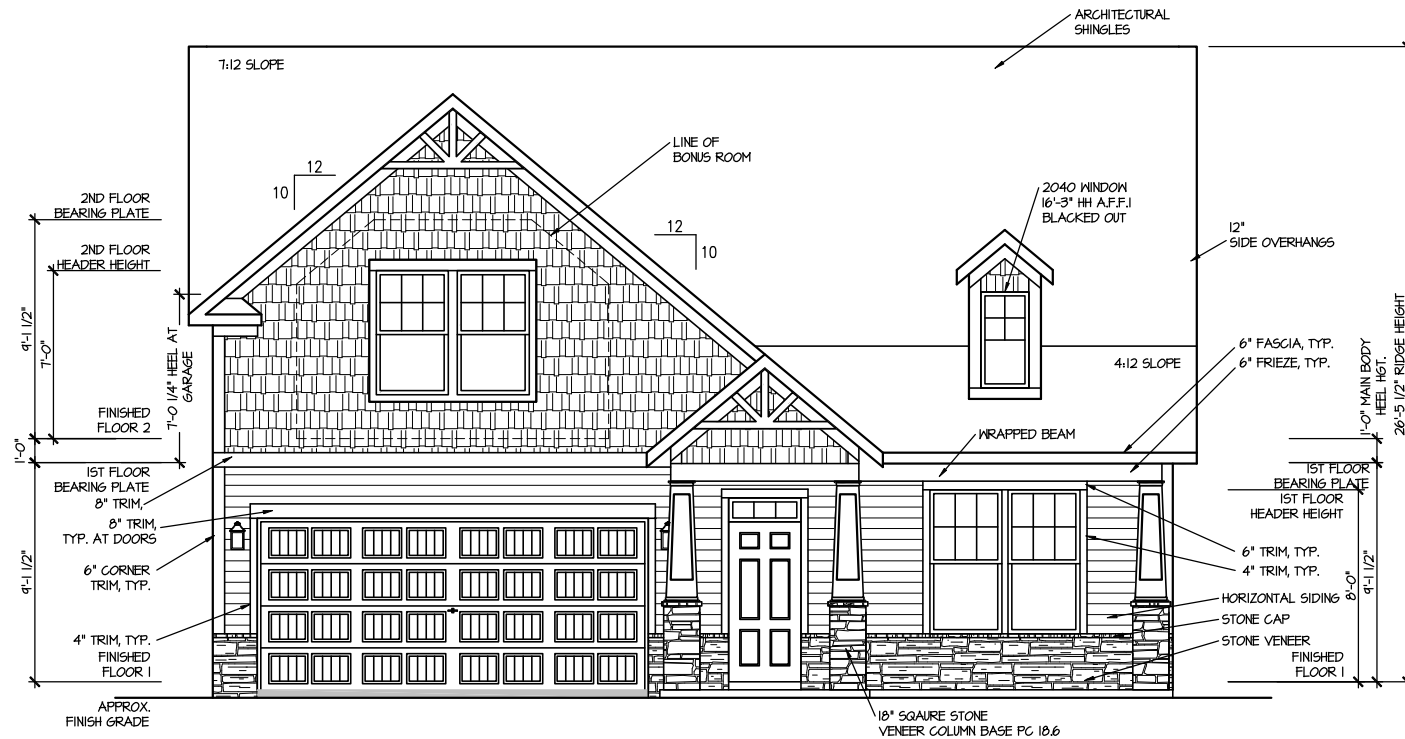 ARCHITECTURAL
SHINGLES
7:12 SLOPE
LINE OF
BONUS ROOM
12
10
2ND FLOOR
BEARING PLATE
2040 WINDOW
16'-3" HH A.F.F.1
BLACKED OUT
12"
SIDE OVERHANGS
12
10
2ND FLOOR
HEADER HEIGHT
9'-1 1/2"
7'-0"
7'-0 1/4" HEEL AT
GARAGE
6" FASCIA, TYP.
6" FRIEZE, TYP.
4:12 SLOPE
1'-0" MAIN BODY
HEEL HGT.
26'-5 1/2" RIDGE HEIGHT
FINISHED
FLOOR 2
1'-0"
WRAPPED BEAM
1ST FLOOR
BEARING PLATE
8" TRIM,
8" TRIM,
TYP. AT DOORS
6" CORNER
TRIM, TYP.
9'-1 1/2"
4" TRIM, TYP.
FINISHED
FLOOR 1
APPROX.
FINISH GRADE
1ST FLOOR
BEARING PLATE
1ST FLOOR
HEADER HEIGHT
6" TRIM, TYP.
4" TRIM, TYP.
8'-0"
9'-1 1/2"
HORIZONTAL SIDING
STONE CAP
STONE VENEER
FINISHED
FLOOR 1
18" SQAURE STONE
VENEER COLUMN BASE PC 18.6